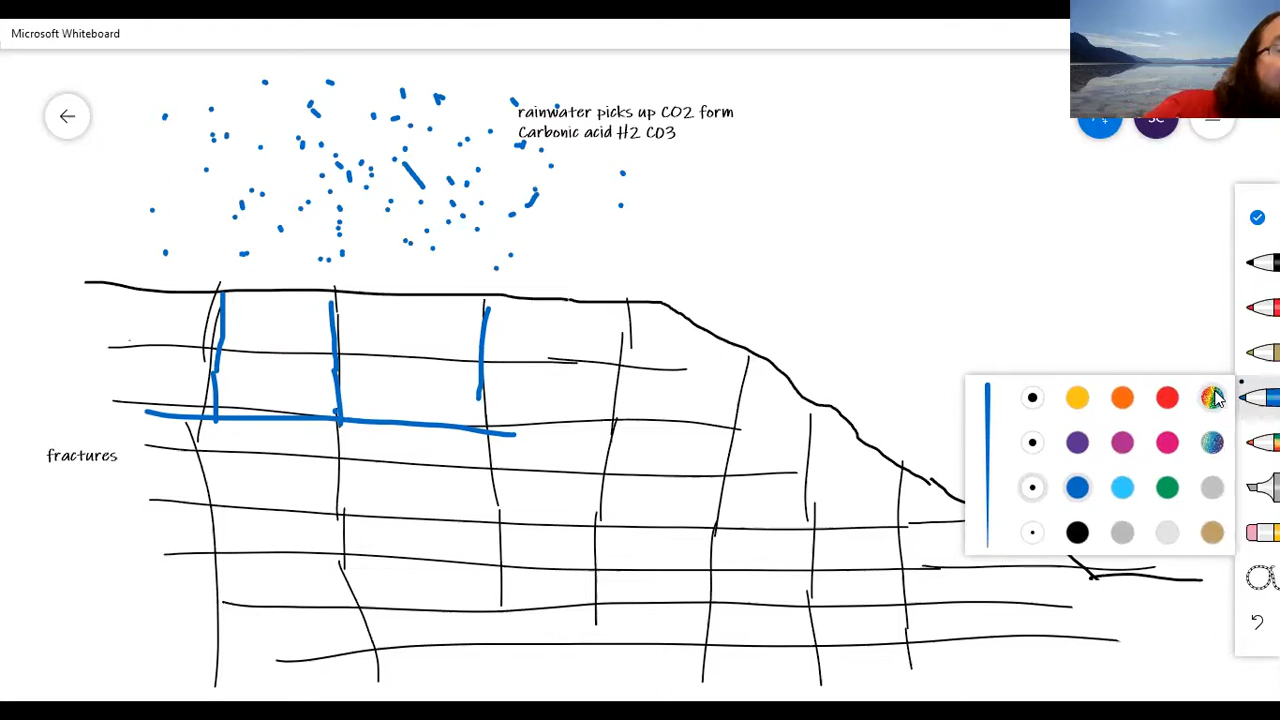 Microsoft Whiteboard
rainwater picks up CO2 form
Carbonic acid H2 CO3
fractures